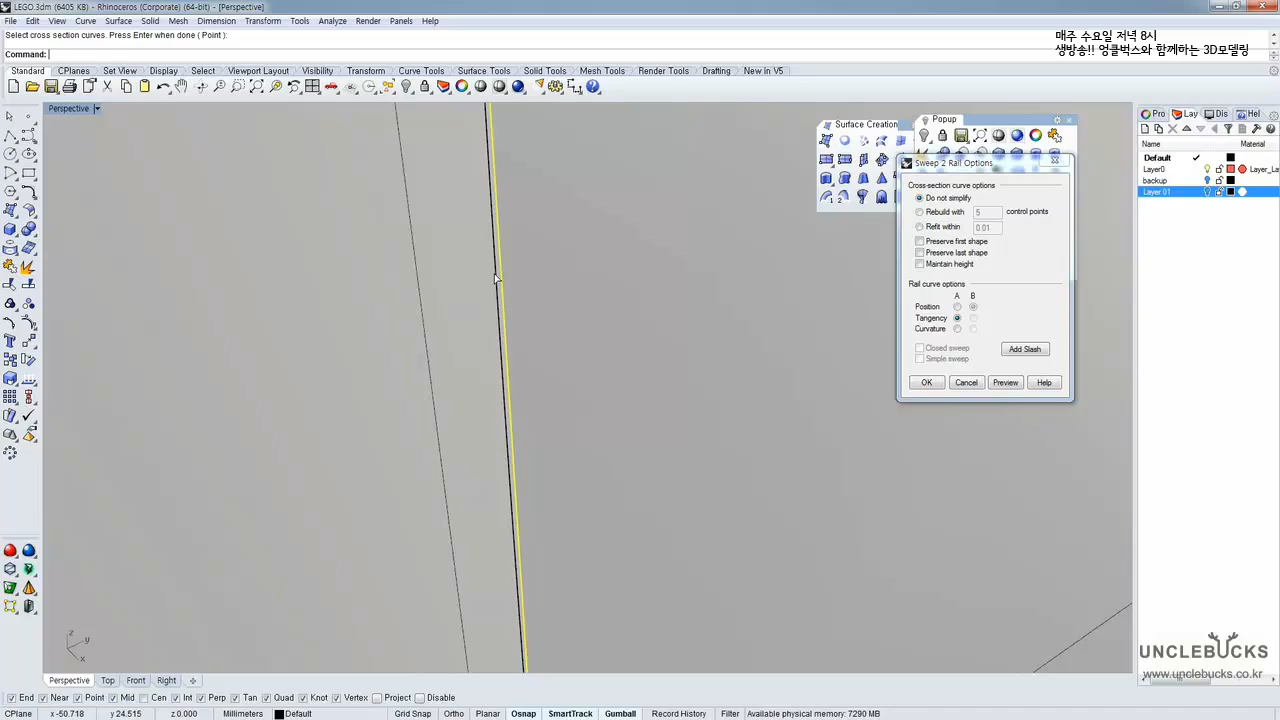 LEGO.3dm (6405 KB) - Rhinoceros (Corporate) (64-bit) - [Perspective]
File Edit View Curve Surface Solid Mesh Dimension Transform Tools Analyze Render Panels Help
Select cross section curves. Press Enter when done ( Point ):
매주 수요일 저녁 8시
Command:
생방송!! 엉클벅스와 함께하는 3D모델링
Standard CPlanes Set View Display Select Viewport Layout Visibility Transform Curve Tools Surface Tools Solid Tools Mesh Tools Render Tools Drafting New in V5
Perspective
Surface Creation
Popup
Pro Lay Dis Hel
Name Material
Default
Layer0 Layer_La
backup
Layer 01
Sweep 2 Rail Options
Cross-section curve options
Do not simplify
Rebuild with 5 control points
Refit within 0.01
Preserve first shape
Preserve last shape
Maintain height
Rail curve options
A B
Position
Tangency
Curvature
Closed sweep
Simple sweep
Add Slash
OK Cancel Preview Help
z
y
x
UNCLEBUCKS
www.unclebucks.co.kr
Perspective Top Front Right
End Near Point Mid Cen Int Perp Tan Quad Knot Vertex Project Disable
CPlane x -50.718 y 24.515 z 0.000 Millimeters Default Grid Snap Ortho Planar Osnap SmartTrack Gumball Record History Filter Available physical memory: 7290 MB